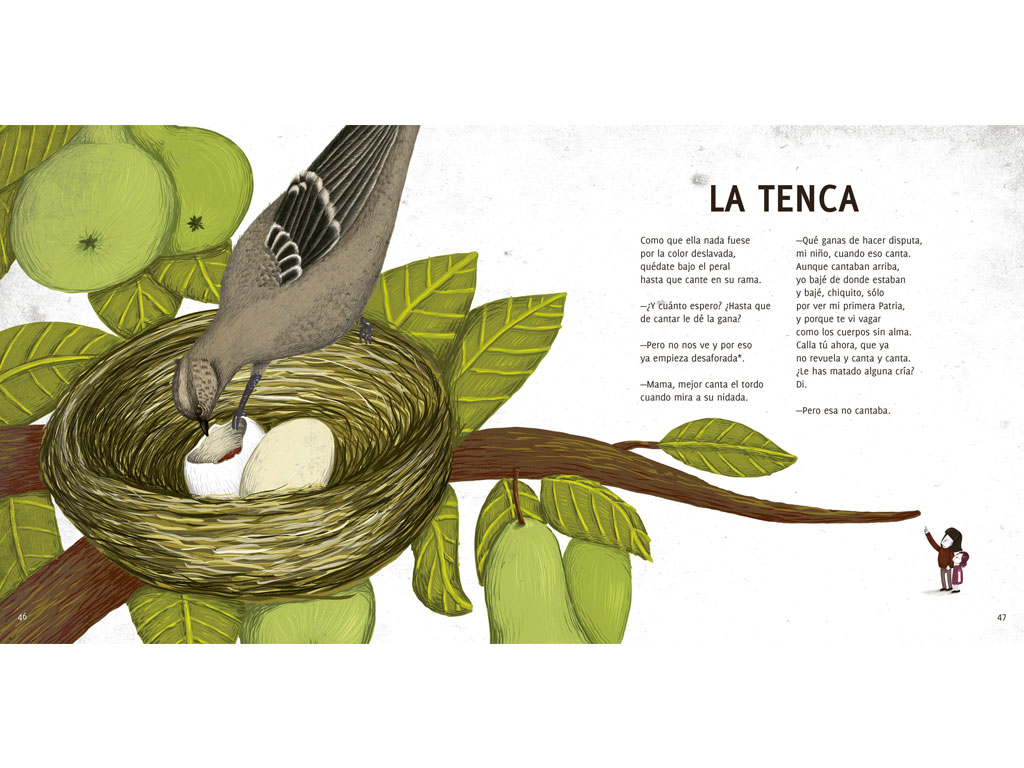 LA TENCA
Como que ella nada fuese
por la color deslavada,
quédate bajo el peral
hasta que cante en su rama.
—¿Y cuánto espero? ¿Hasta que
de cantar le dé la gana?
—Pero no nos ve y por eso
ya empieza desaforada*.
—Mama, mejor canta el tordo
cuando mira a su nidada.
—Qué ganas de hacer disputa,
mi niño, cuando eso canta.
Aunque cantaban arriba,
yo bajé de donde estaban
y bajé, chiquito, sólo
por ver mi primera Patria,
y porque te vi vagar
como los cuerpos sin alma.
Calla tú ahora, que ya
no revuela y canta y canta.
¿Le has matado alguna cría?
Di.
—Pero esa no cantaba.
46
47